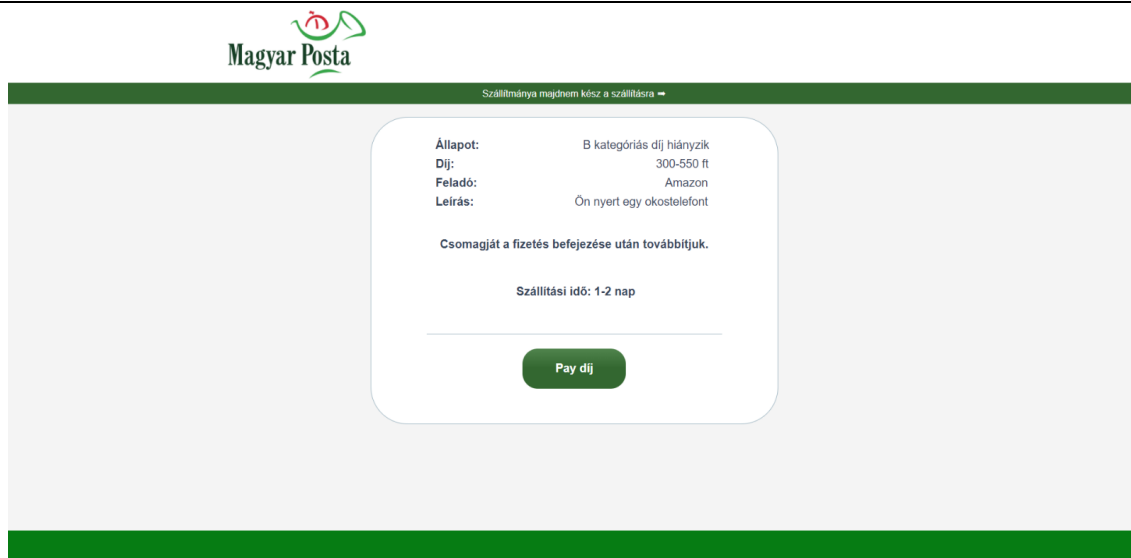 Magyar Posta
Szállítmánya majdnem kész a szállításra ➡
Állapot: B kategóriás díj hiányzik
Díj: 300-550 ft
Feladó: Amazon
Leírás: Ön nyert egy okostelefont
Csomagját a fizetés befejezése után továbbítjuk.
Szállítási idő: 1-2 nap
Pay díj